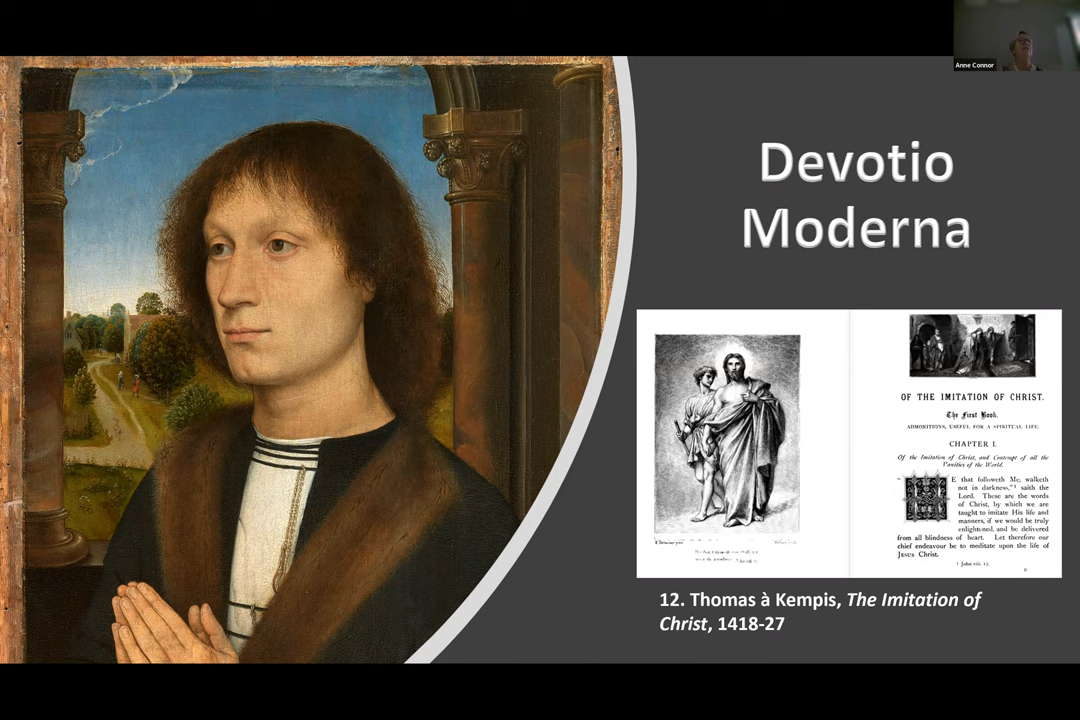 Anne Connor
Devotio
Moderna
OF THE IMITATION OF CHRIST.
The First Book.
ADMONITIONS, USEFUL FOR A SPIRITUAL LIFE.
CHAPTER I.
Of the Imitation of Christ, and Contempt of all the
Vanities of the World.
E that followeth Me, walketh
not in darkness," saith the
Lord. These are the words
of Christ, by which we are
taught to imitate His life and
manners, if we would be truly
enlightened, and be delivered
from all blindness of heart. Let therefore our
chief endeavour be to meditate upon the life of
Jesus Christ.
¹ John viii. 12.
B
12. Thomas à Kempis, The Imitation of
Christ, 1418-27